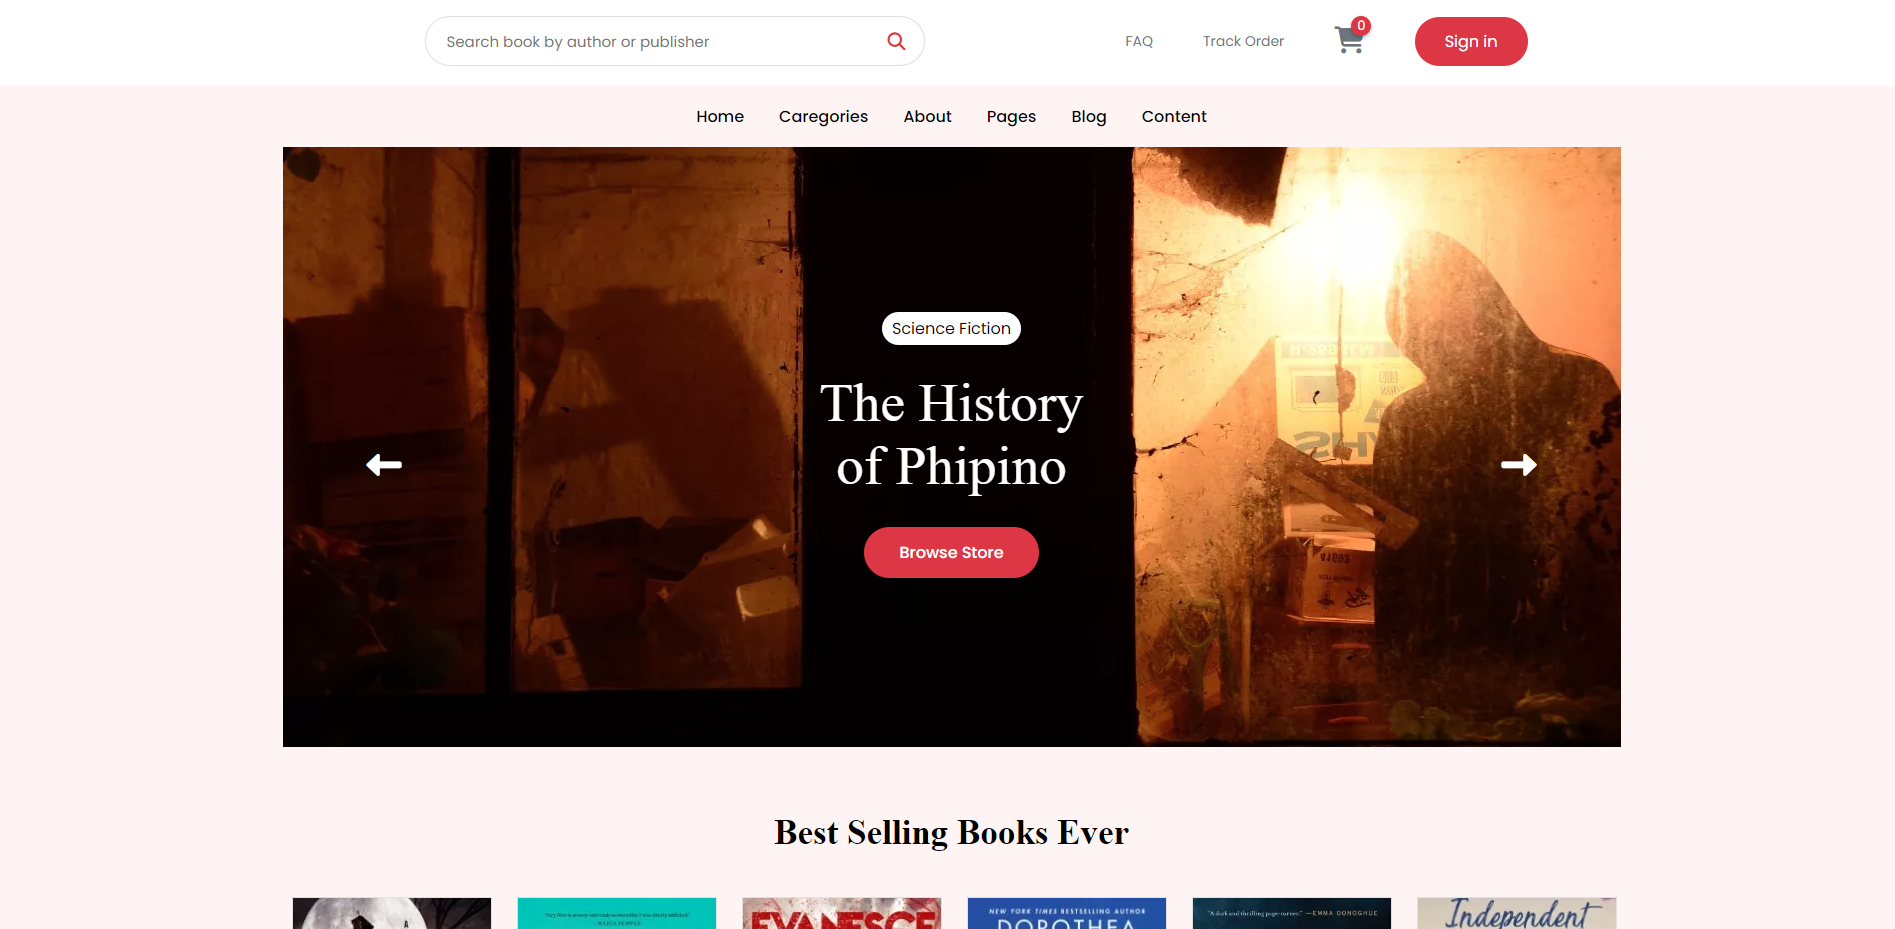 Search book by author or publisher
FAQ
Track Order
0
Sign in
Home
Caregories
About
Pages
Blog
Content
Science Fiction
The History
of Phipino
Browse Store
Best Selling Books Ever
EVANESCE
NEW YORK TIMES BESTSELLING AUTHOR
DOROTHEA
"A dark and thrilling page-turner." —EMMA DONOGHUE
Independent